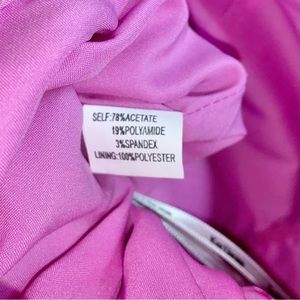 SELF:78%ACETATE
19%POLYAMIDE
3%SPANDEX
LINING:100%POLYESTER